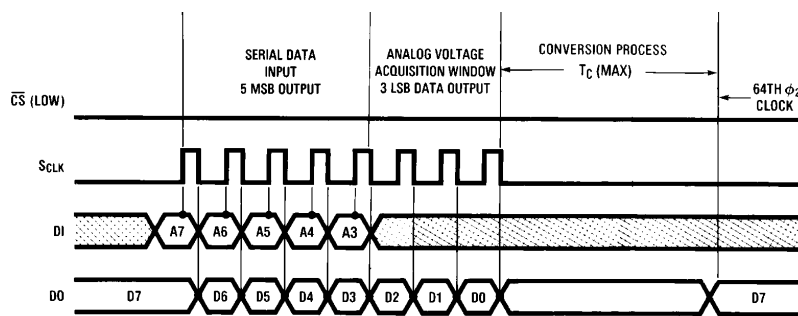 SERIAL DATA
INPUT
5 MSB OUTPUT
ANALOG VOLTAGE
ACQUISITION WINDOW
3 LSB DATA OUTPUT
CONVERSION PROCESS
TC (MAX)
64TH ϕ2
CLOCK
CS (LOW)
SCLK
DI
A7 A6 A5 A4 A3
DO
D7 D6 D5 D4 D3 D2 D1 D0 D7